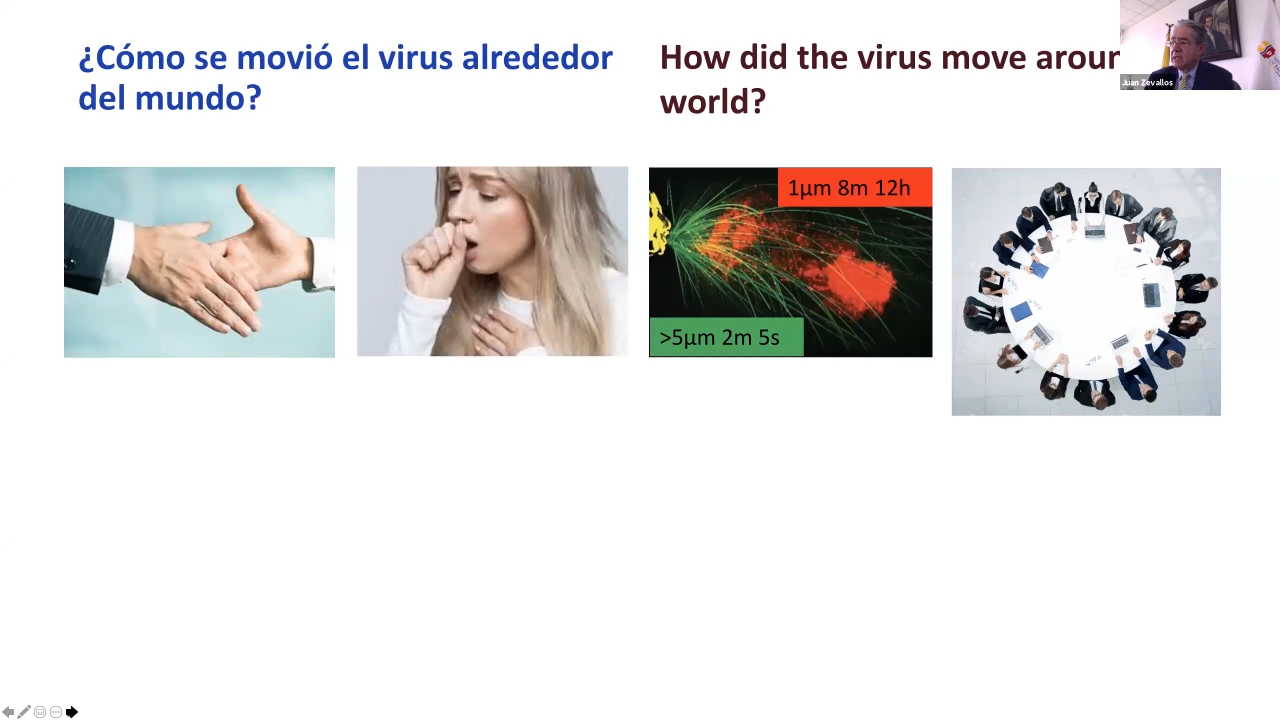 ¿Cómo se movió el virus alrededor
del mundo?
How did the virus move aroun
world?
Juan Zevallos
1µm 8m 12h
>5µm 2m 5s